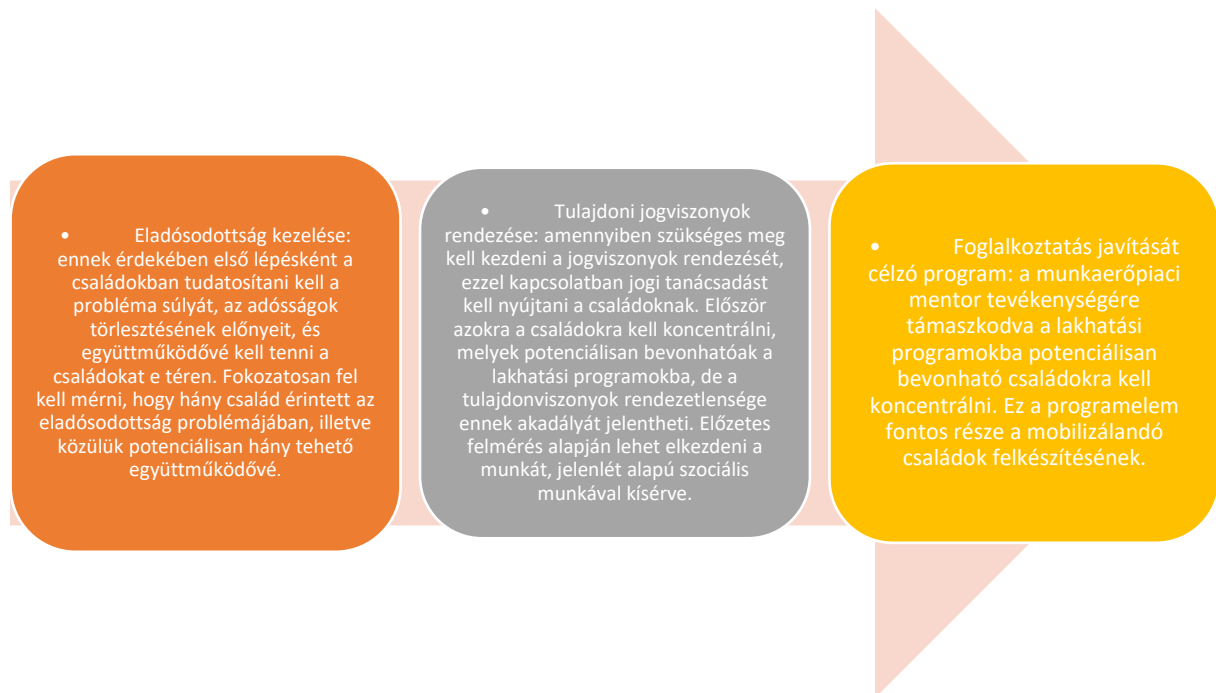 • Eladósodottság kezelése:
ennek érdekében első lépésként a
családokban tudatosítani kell a
probléma súlyát, az adósságok
törlesztésének előnyeit, és
együttműködővé kell tenni a
családokat e téren. Fokozatosan fel
kell mérni, hogy hány család érintett az
eladósodottság problémájában, illetve
közülük potenciálisan hány tehető
együttműködővé.
• Tulajdoni jogviszonyok
rendezése: amennyiben szükséges meg
kell kezdeni a jogviszonyok rendezését,
ezzel kapcsolatban jogi tanácsadást
kell nyújtani a családoknak. Először
azokra a családokra kell koncentrálni,
melyek potenciálisan bevonhatóak a
lakhatási programokba, de a
tulajdonviszonyok rendezetlensége
ennek akadályát jelentheti. Előzetes
felmérés alapján lehet elkezdeni a
munkát, jelenlét alapú szociális
munkával kísérve.
• Foglalkoztatás javítását
célzó program: a munkaerőpiaci
mentor tevékenységére
támaszkodva a lakhatási
programokba potenciálisan
bevonható családokra kell
koncentrálni. Ez a programelem
fontos része a mobilizálandó
családok felkészítésének.